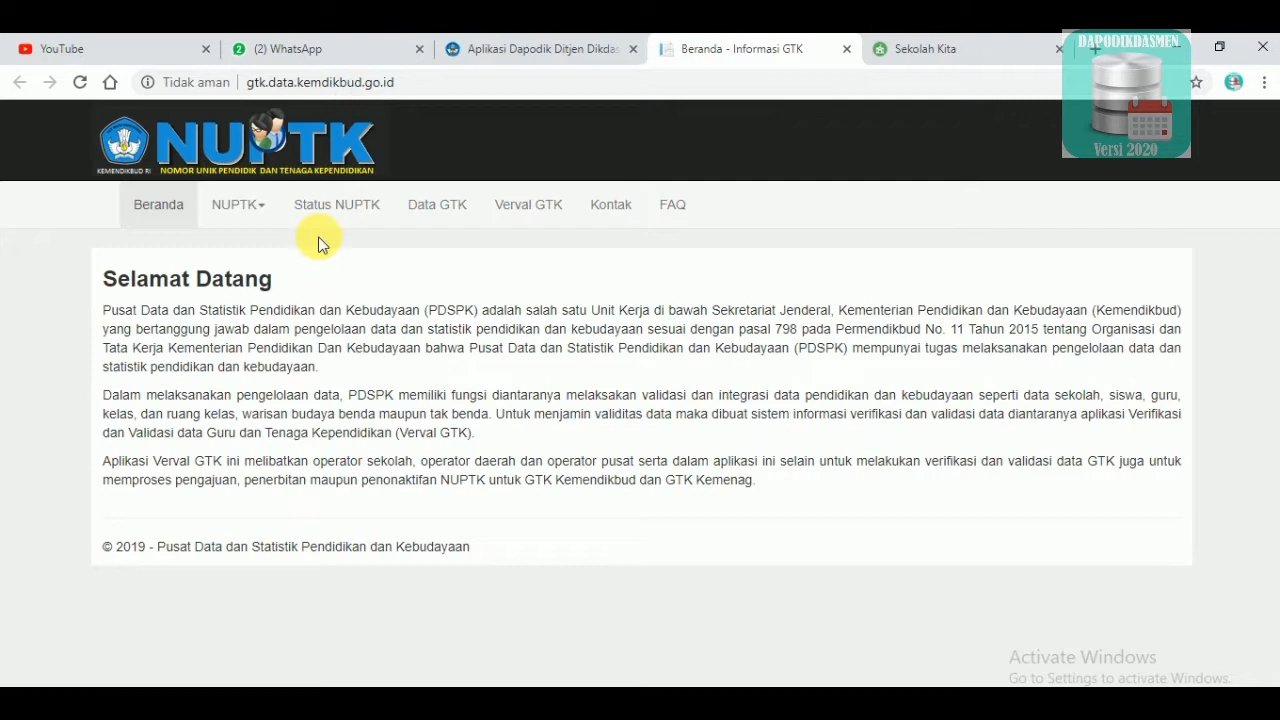 YouTube
(2) WhatsApp
Aplikasi Dapodik Ditjen Dikdas
Beranda - Informasi GTK
Sekolah Kita
DAPODIKDASMEN
Versi 2020
Tidak aman
gtk.data.kemdikbud.go.id
KEMENDIKBUD RI
NUPTK
NOMOR UNIK PENDIDIK DAN TENAGA KEPENDIDIKAN
Beranda NUPTK Status NUPTK Data GTK Verval GTK Kontak FAQ
Selamat Datang
Pusat Data dan Statistik Pendidikan dan Kebudayaan (PDSPK) adalah salah satu Unit Kerja di bawah Sekretariat Jenderal, Kementerian Pendidikan dan Kebudayaan (Kemendikbud)
yang bertanggung jawab dalam pengelolaan data dan statistik pendidikan dan kebudayaan sesuai dengan pasal 798 pada Permendikbud No. 11 Tahun 2015 tentang Organisasi dan
Tata Kerja Kementerian Pendidikan Dan Kebudayaan bahwa Pusat Data dan Statistik Pendidikan dan Kebudayaan (PDSPK) mempunyai tugas melaksanakan pengelolaan data dan
statistik pendidikan dan kebudayaan.
Dalam melaksanakan pengelolaan data, PDSPK memiliki fungsi diantaranya melaksakan validasi dan integrasi data pendidikan dan kebudayaan seperti data sekolah, siswa, guru,
kelas, dan ruang kelas, warisan budaya benda maupun tak benda. Untuk menjamin validitas data maka dibuat sistem informasi verifikasi dan validasi data diantaranya aplikasi Verifikasi
dan Validasi data Guru dan Tenaga Kependidikan (Verval GTK).
Aplikasi Verval GTK ini melibatkan operator sekolah, operator daerah dan operator pusat serta dalam aplikasi ini selain untuk melakukan verifikasi dan validasi data GTK juga untuk
memproses pengajuan, penerbitan maupun penonaktifan NUPTK untuk GTK Kemendikbud dan GTK Kemenag.
© 2019 - Pusat Data dan Statistik Pendidikan dan Kebudayaan
Activate Windows
Go to Settings to activate Windows.